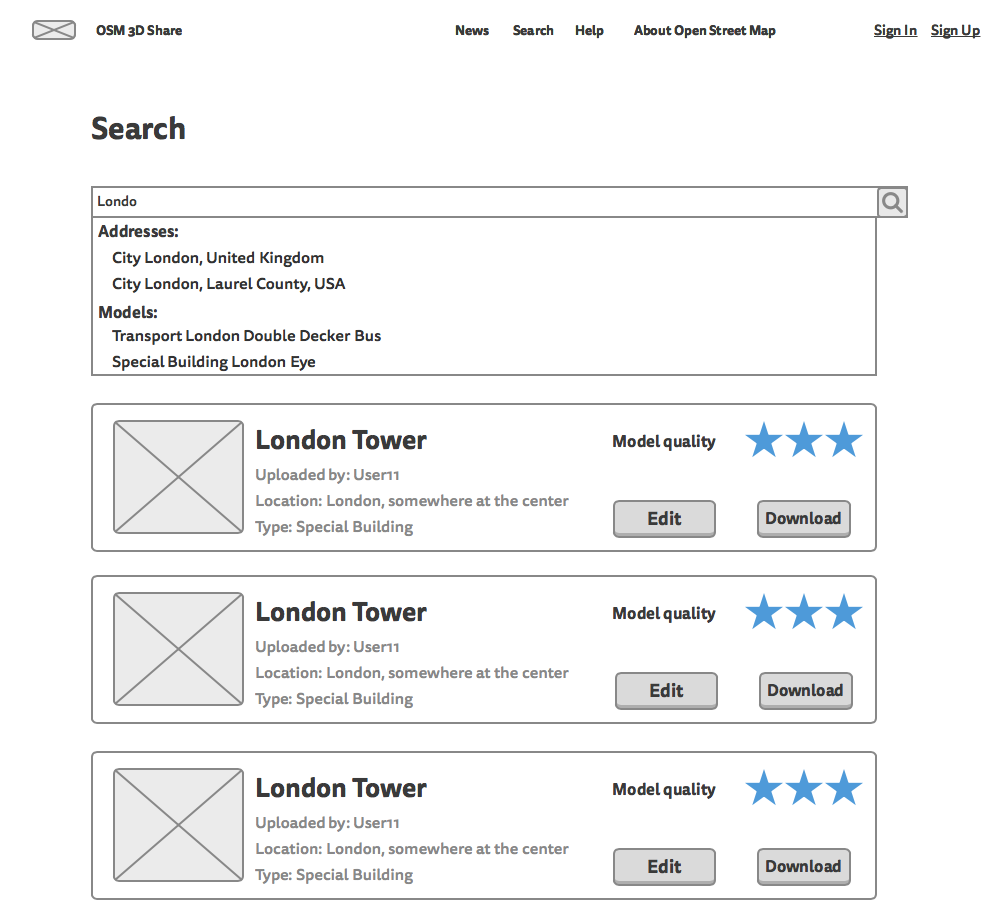 OSM 3D Share News Search Help About Open Street Map Sign In Sign Up
Search
Londo
Addresses:
City London, United Kingdom
City London, Laurel County, USA
Models:
Transport London Double Decker Bus
Special Building London Eye
London Tower Model quality
Uploaded by: User11
Location: London, somewhere at the center
Type: Special Building
Edit Download
London Tower Model quality
Uploaded by: User11
Location: London, somewhere at the center
Type: Special Building
Edit Download
London Tower Model quality
Uploaded by: User11
Location: London, somewhere at the center
Type: Special Building
Edit Download